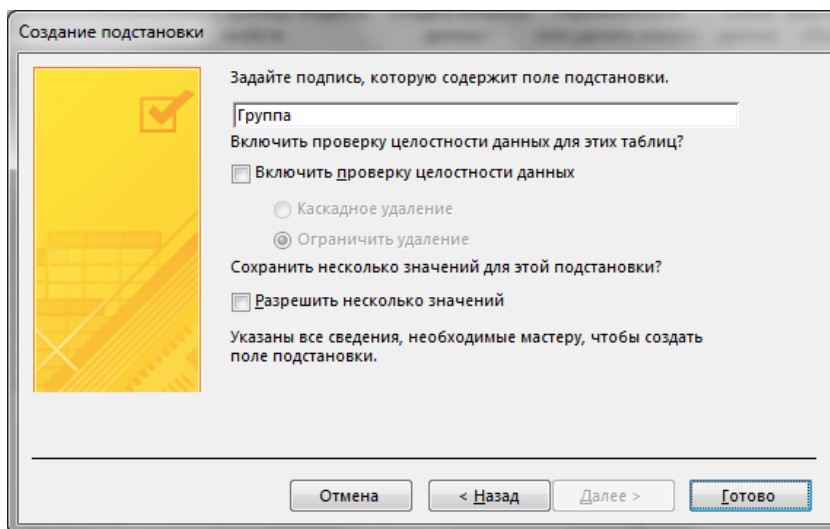 Создание подстановки
Задайте подпись, которую содержит поле подстановки.
Группа
Включить проверку целостности данных для этих таблиц?
Включить проверку целостности данных
Каскадное удаление
Ограничить удаление
Сохранить несколько значений для этой подстановки?
Разрешить несколько значений
Указаны все сведения, необходимые мастеру, чтобы создать
поле подстановки.
Отмена
< Назад
Далее >
Готово